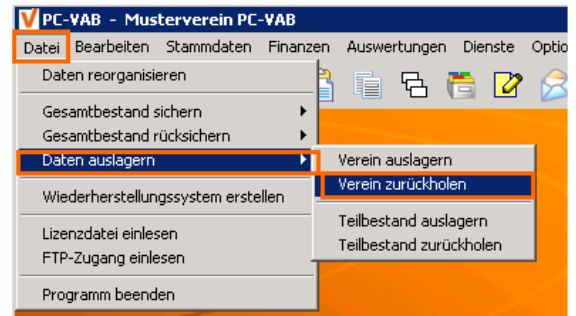 PC-VAB - Musterverein PC-VAB
Datei Bearbeiten Stammdaten Finanzen Auswertungen Dienste Optio
Daten reorganisieren
Gesamtbestand sichern
Gesamtbestand rücksichern
Daten auslagern
Wiederherstellungssystem erstellen
Lizenzdatei einlesen
FTP-Zugang einlesen
Programm beenden
Verein auslagern
Verein zurückholen
Teilbestand auslagern
Teilbestand zurückholen